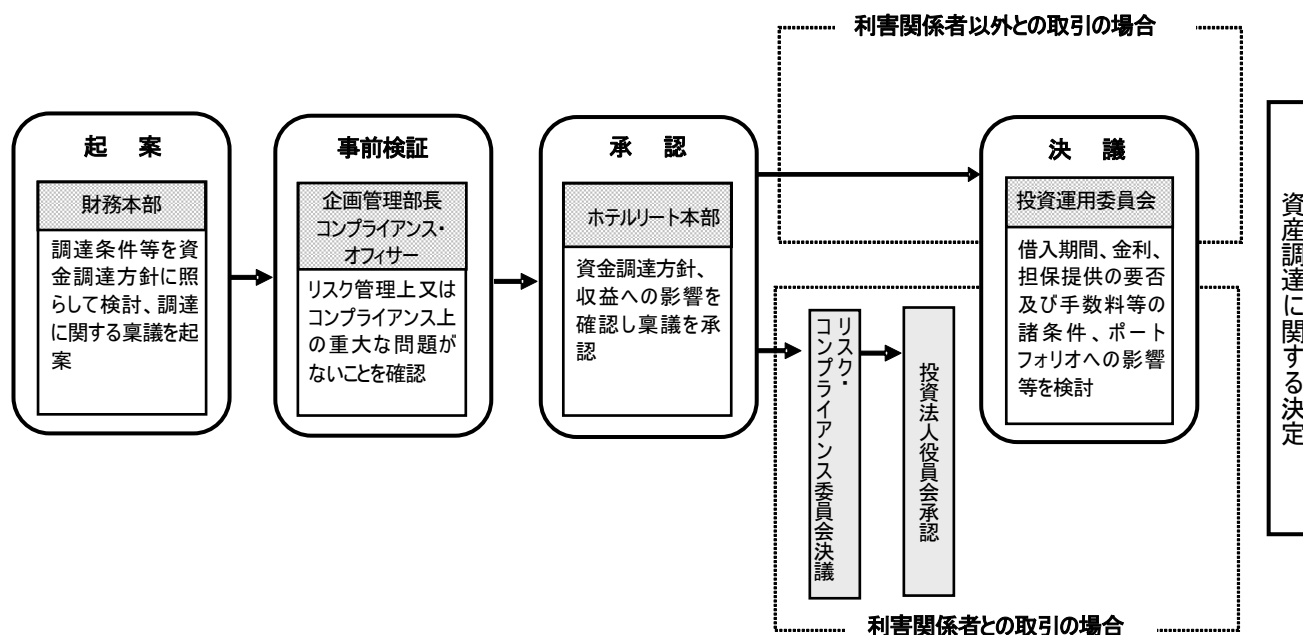 利害関係者以外との取引の場合
起　案
財務本部
調達条件等を資
金調達方針に照
らして検討、調達
に関する稟議を起
案
事前検証
企画管理部長
コンプライアンス・
オフィサー
リスク管理上又は
コンプライアンス上
の重大な問題が
ないことを確認
承　認
ホテルリート本部
資金調達方針、
収益への影響を
確認し稟議を承
認
リスク・
コンプライアンス委員会決議
投資法人役員会承認
決　議
投資運用委員会
借入期間、金利、
担保提供の要否
及び手数料等の
諸条件、ポート
フォリオへの影響
等を検討
資産調達に関する決定
利害関係者との取引の場合